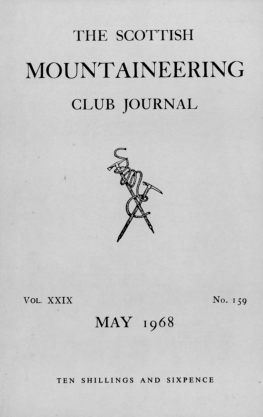 THE SCOTTISH
MOUNTAINEERING
CLUB JOURNAL
VOL. XXIX No. 159
MAY 1968
TEN SHILLINGS AND SIXPENCE